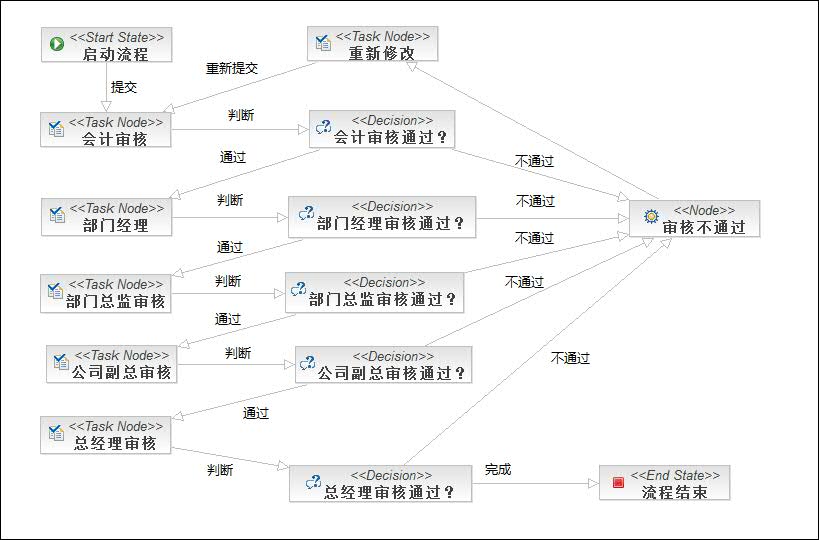 <<Start State>>
启动流程
<<Task Node>>
重新修改
重新提交
提交
<<Task Node>>
会计审核
判断
<<Decision>>
会计审核通过？
通过
不通过
<<Task Node>>
部门经理
判断
<<Decision>>
部门经理审核通过？
不通过
<<Node>>
审核不通过
通过
不通过
<<Task Node>>
部门总监审核
判断
<<Decision>>
部门总监审核通过？
不通过
通过
<<Task Node>>
公司副总审核
判断
<<Decision>>
公司副总审核通过？
不通过
通过
<<Task Node>>
总经理审核
判断
<<Decision>>
总经理审核通过？
完成
<<End State>>
流程结束